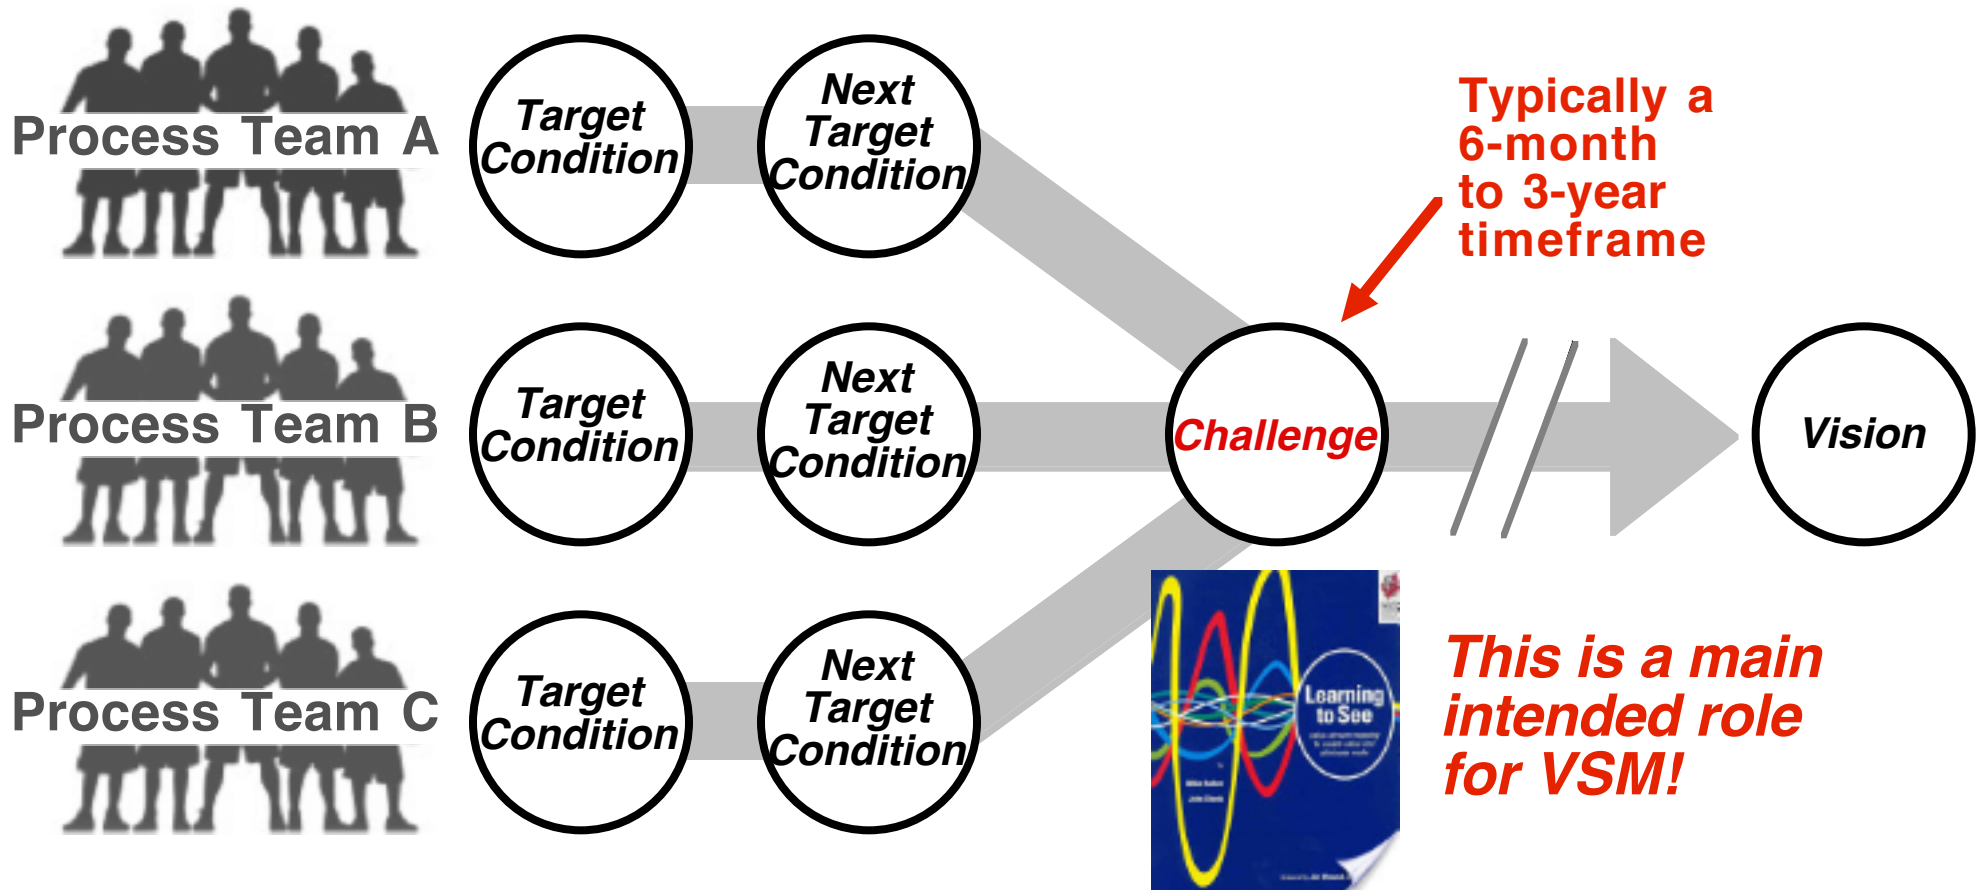 Process Team A
Target
Condition
Next
Target
Condition
Typically a
6-month
to 3-year
timeframe
Process Team B
Target
Condition
Next
Target
Condition
Challenge
Vision
Process Team C
Target
Condition
Next
Target
Condition
Learning
to See
This is a main
intended role
for VSM!